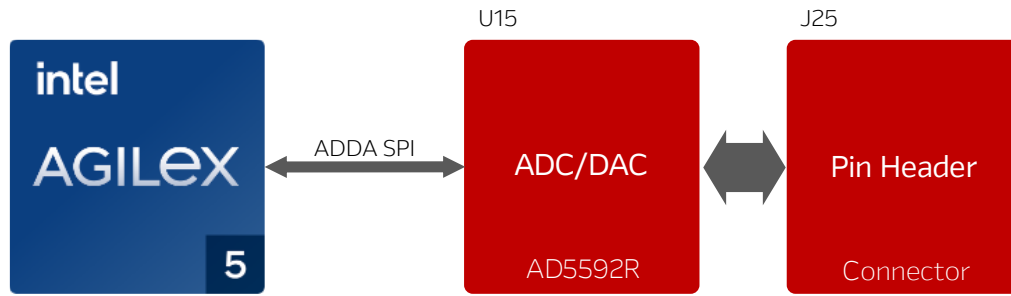 U15
J25
intel
AGILEX
5
ADDA SPI
ADC/DAC
AD5592R
Pin Header
Connector